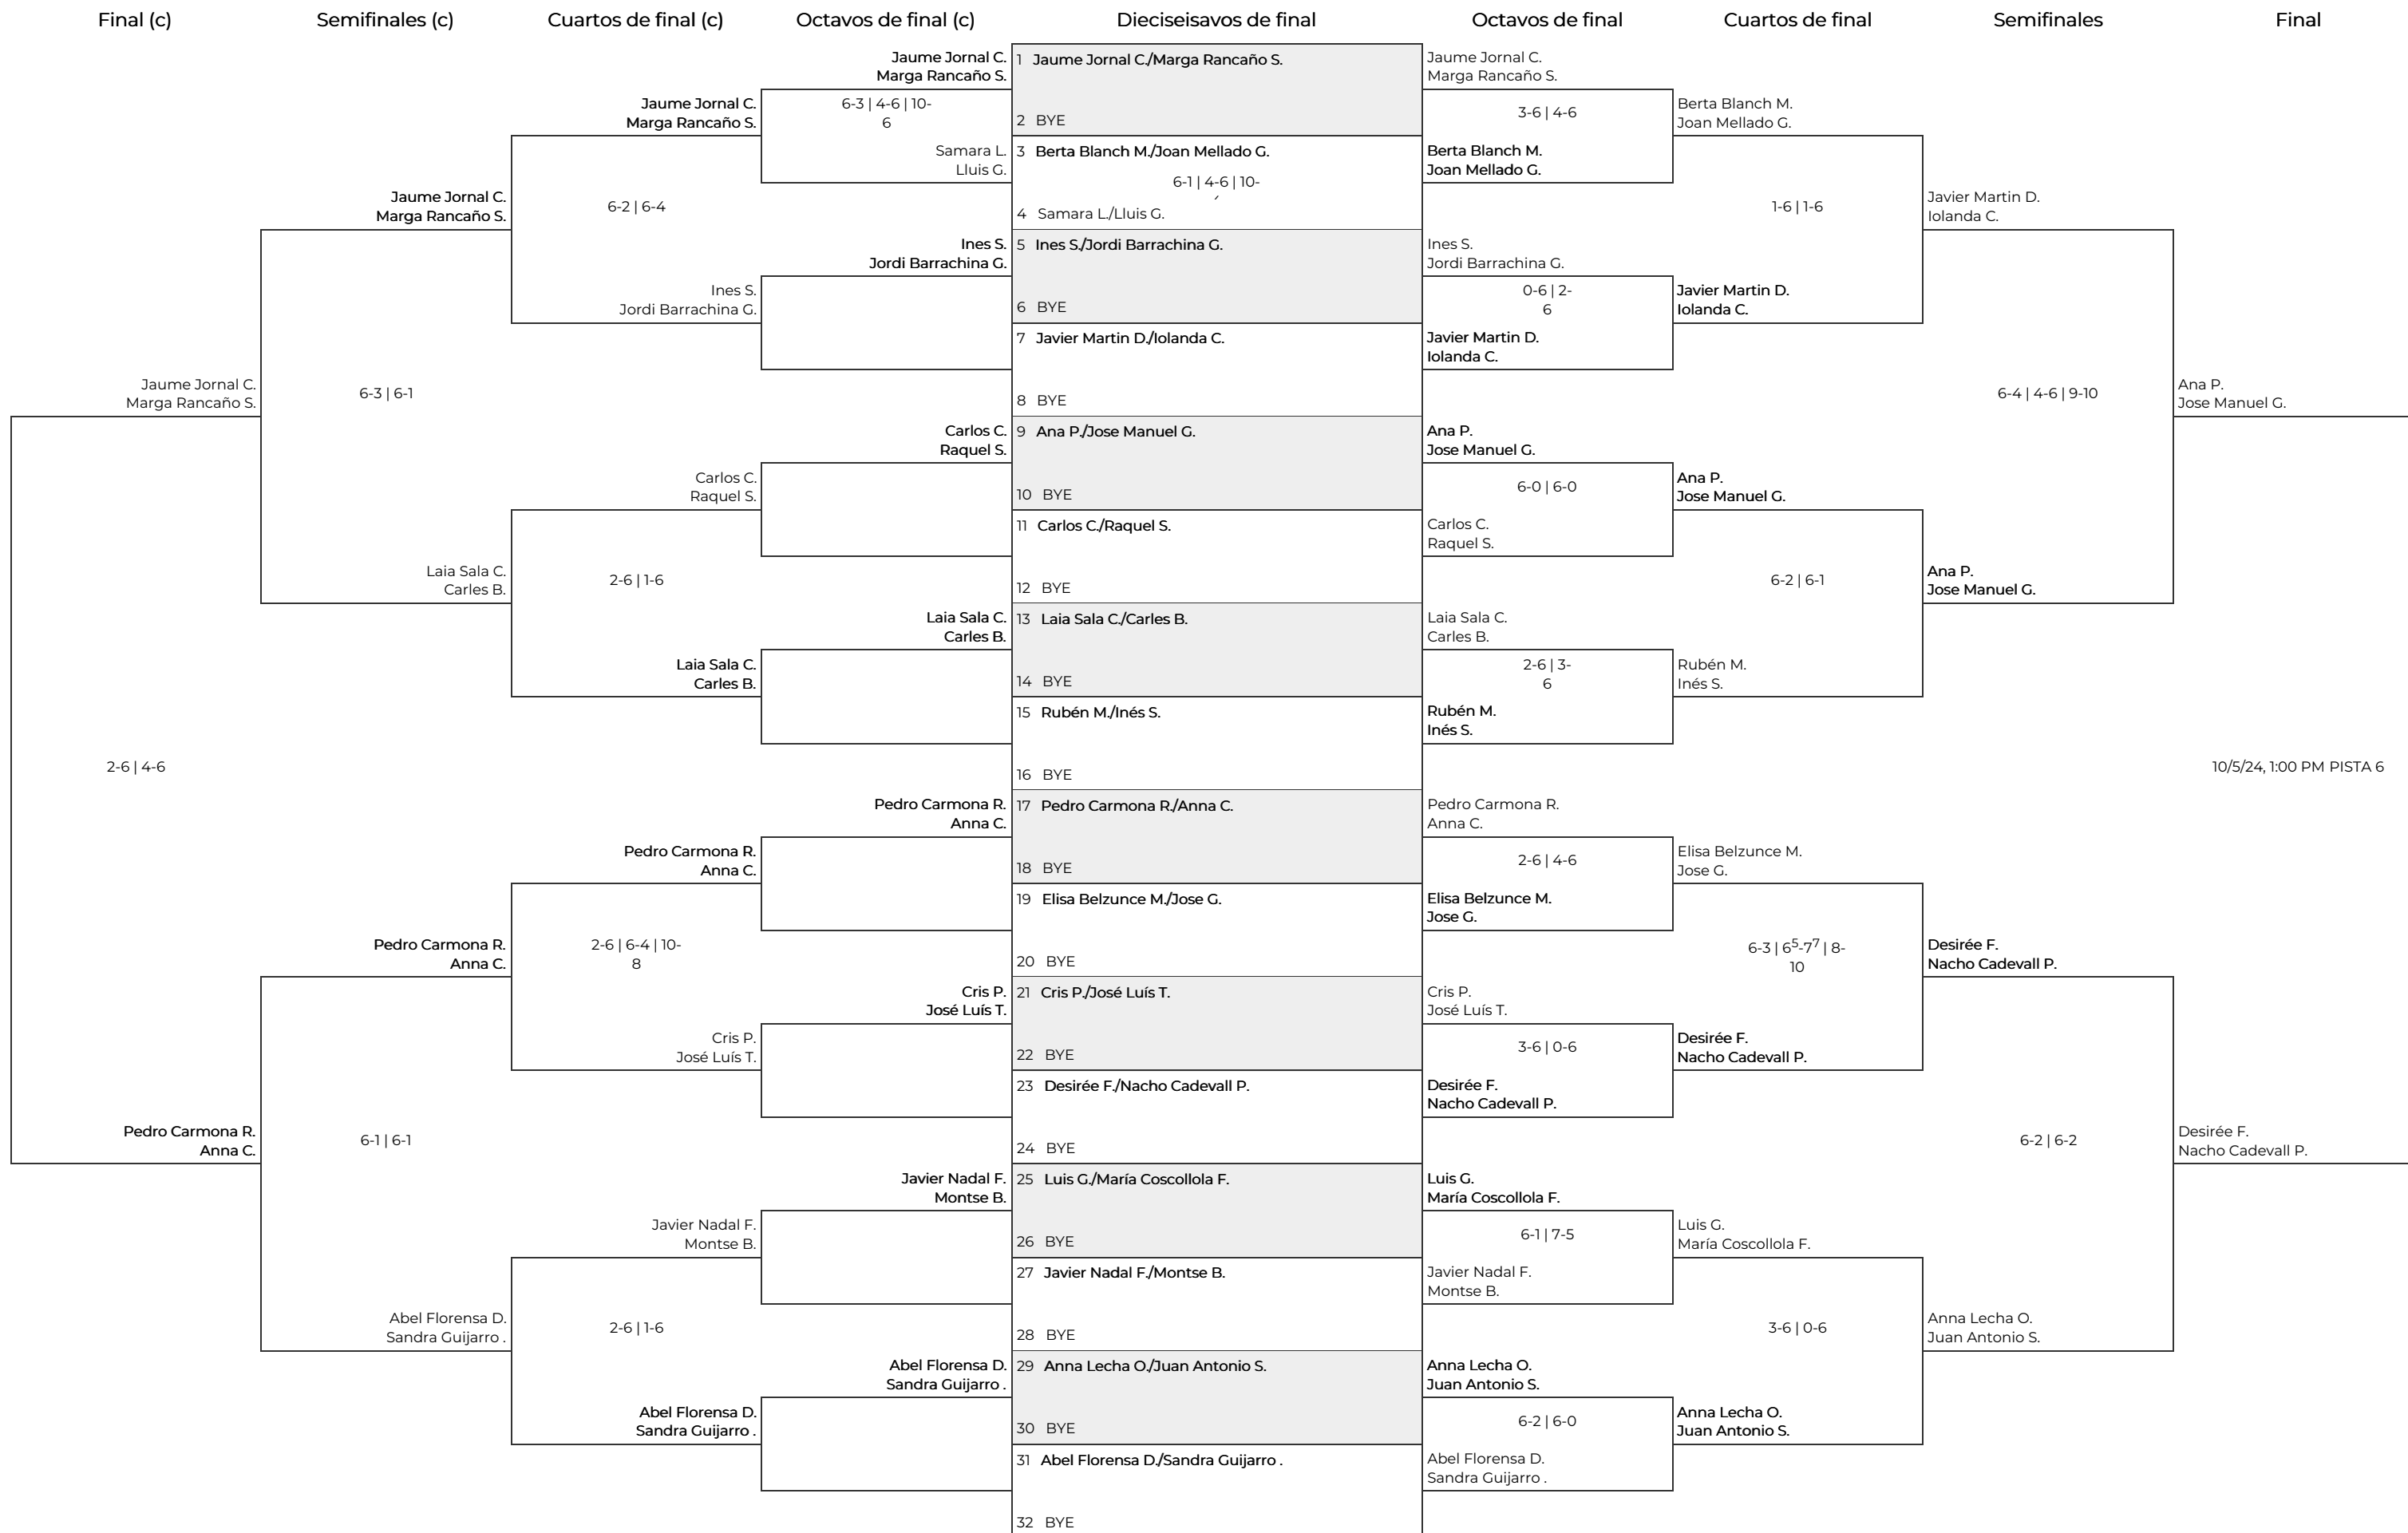 Final (c)
Semifinales (c)
Cuartos de final (c)
Octavos de final (c)
Dieciseisavos de final
Octavos de final
Cuartos de final
Semifinales
Final
Jaume Jornal C.
Marga Rancaño S.
2-6 | 4-6
Pedro Carmona R.
Anna C.
Jaume Jornal C.
Marga Rancaño S.
6-3 | 6-1
Laia Sala C.
Carles B.
Pedro Carmona R.
Anna C.
6-1 | 6-1
Abel Florensa D.
Sandra Guijarro .
Jaume Jornal C.
Marga Rancaño S.
6-2 | 6-4
Ines S.
Jordi Barrachina G.
Carlos C.
Raquel S.
2-6 | 1-6
Laia Sala C.
Carles B.
Pedro Carmona R.
Anna C.
2-6 | 6-4 | 10-
8
Cris P.
José Luís T.
Javier Nadal F.
Montse B.
2-6 | 1-6
Abel Florensa D.
Sandra Guijarro .
Jaume Jornal C.
Marga Rancaño S.
6-3 | 4-6 | 10-
6
Samara L.
Lluis G.
Ines S.
Jordi Barrachina G.
Carlos C.
Raquel S.
Laia Sala C.
Carles B.
Pedro Carmona R.
Anna C.
Cris P.
José Luís T.
Javier Nadal F.
Montse B.
Abel Florensa D.
Sandra Guijarro .
1 Jaume Jornal C./Marga Rancaño S.
2 BYE
3 Berta Blanch M./Joan Mellado G.
6-1 | 4-6 | 10-
4 Samara L./Lluis G.
5 Ines S./Jordi Barrachina G.
6 BYE
7 Javier Martin D./Iolanda C.
8 BYE
9 Ana P./Jose Manuel G.
10 BYE
11 Carlos C./Raquel S.
12 BYE
13 Laia Sala C./Carles B.
14 BYE
15 Rubén M./Inés S.
16 BYE
17 Pedro Carmona R./Anna C.
18 BYE
19 Elisa Belzunce M./Jose G.
20 BYE
21 Cris P./José Luís T.
22 BYE
23 Desirée F./Nacho Cadevall P.
24 BYE
25 Luis G./María Coscollola F.
26 BYE
27 Javier Nadal F./Montse B.
28 BYE
29 Anna Lecha O./Juan Antonio S.
30 BYE
31 Abel Florensa D./Sandra Guijarro .
32 BYE
Jaume Jornal C.
Marga Rancaño S.
3-6 | 4-6
Berta Blanch M.
Joan Mellado G.
Ines S.
Jordi Barrachina G.
0-6 | 2-
6
Javier Martin D.
Iolanda C.
Ana P.
Jose Manuel G.
6-0 | 6-0
Carlos C.
Raquel S.
Laia Sala C.
Carles B.
2-6 | 3-
6
Rubén M.
Inés S.
Pedro Carmona R.
Anna C.
2-6 | 4-6
Elisa Belzunce M.
Jose G.
Cris P.
José Luís T.
3-6 | 0-6
Desirée F.
Nacho Cadevall P.
Luis G.
María Coscollola F.
6-1 | 7-5
Javier Nadal F.
Montse B.
Anna Lecha O.
Juan Antonio S.
6-2 | 6-0
Abel Florensa D.
Sandra Guijarro .
Berta Blanch M.
Joan Mellado G.
1-6 | 1-6
Javier Martin D.
Iolanda C.
Ana P.
Jose Manuel G.
6-2 | 6-1
Rubén M.
Inés S.
Elisa Belzunce M.
Jose G.
6-3 | 6⁵-7⁷ | 8-
10
Desirée F.
Nacho Cadevall P.
Luis G.
María Coscollola F.
3-6 | 0-6
Anna Lecha O.
Juan Antonio S.
Javier Martin D.
Iolanda C.
6-4 | 4-6 | 9-10
Ana P.
Jose Manuel G.
Desirée F.
Nacho Cadevall P.
6-2 | 6-2
Anna Lecha O.
Juan Antonio S.
Ana P.
Jose Manuel G.
10/5/24, 1:00 PM PISTA 6
Desirée F.
Nacho Cadevall P.